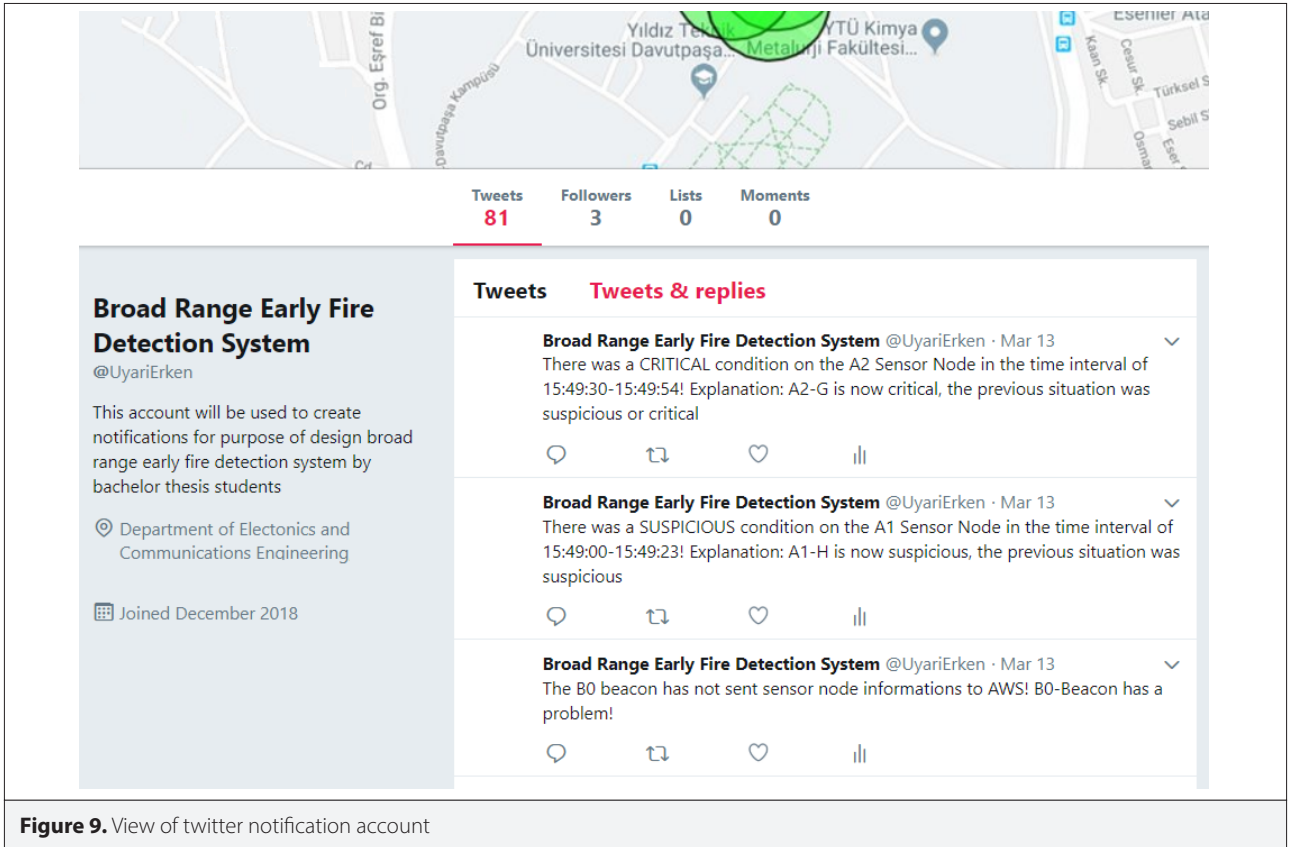 Org. Eşref Bi
Yıldız Teknik
Üniversitesi Davutpaşa...
YTÜ Kimya
Metalurji Fakültesi...
Esenler Ata
Kaan Sk.
Cesur Sk.
Türksel S
Sebil S
Osma
Eser
Davutpaşa Kampüsü
Cd
Tweets Followers Lists Moments
81 3 0 0
Broad Range Early Fire
Detection System
@UyariErken
This account will be used to create
notifications for purpose of design broad
range early fire detection system by
bachelor thesis students
Department of Electonics and
Communications Engineering
Joined December 2018
Tweets Tweets & replies
Broad Range Early Fire Detection System @UyariErken · Mar 13
There was a CRITICAL condition on the A2 Sensor Node in the time interval of
15:49:30-15:49:54! Explanation: A2-G is now critical, the previous situation was
suspicious or critical
Broad Range Early Fire Detection System @UyariErken · Mar 13
There was a SUSPICIOUS condition on the A1 Sensor Node in the time interval of
15:49:00-15:49:23! Explanation: A1-H is now suspicious, the previous situation was
suspicious
Broad Range Early Fire Detection System @UyariErken · Mar 13
The B0 beacon has not sent sensor node informations to AWS! B0-Beacon has a
problem!
Figure 9. View of twitter notification account